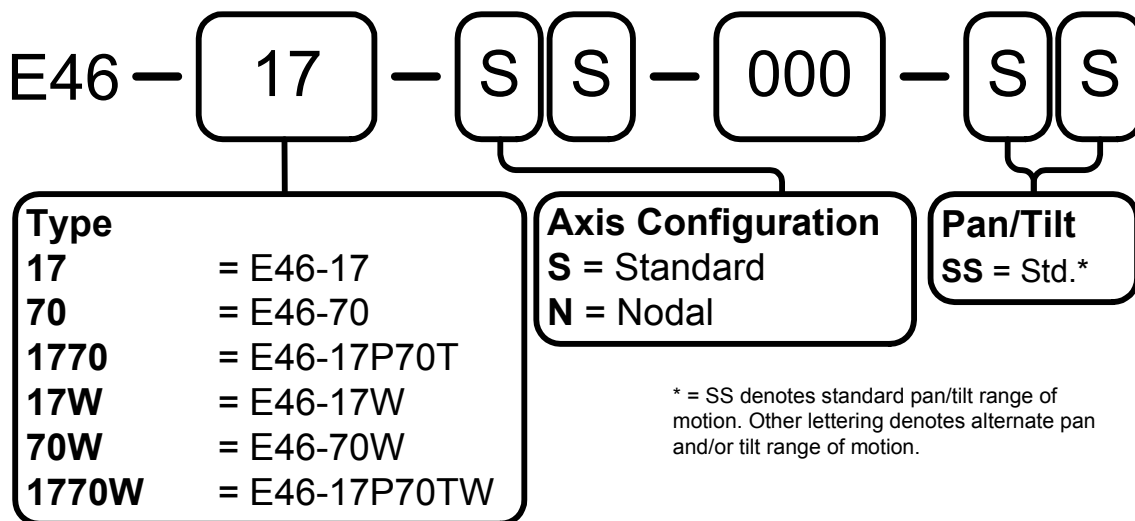 E46 — 17 — S S — 000 — S S
Type
17 = E46-17
70 = E46-70
1770 = E46-17P70T
17W = E46-17W
70W = E46-70W
1770W = E46-17P70TW
Axis Configuration
S = Standard
N = Nodal
Pan/Tilt
SS = Std.*
* = SS denotes standard pan/tilt range of
motion. Other lettering denotes alternate pan
and/or tilt range of motion.